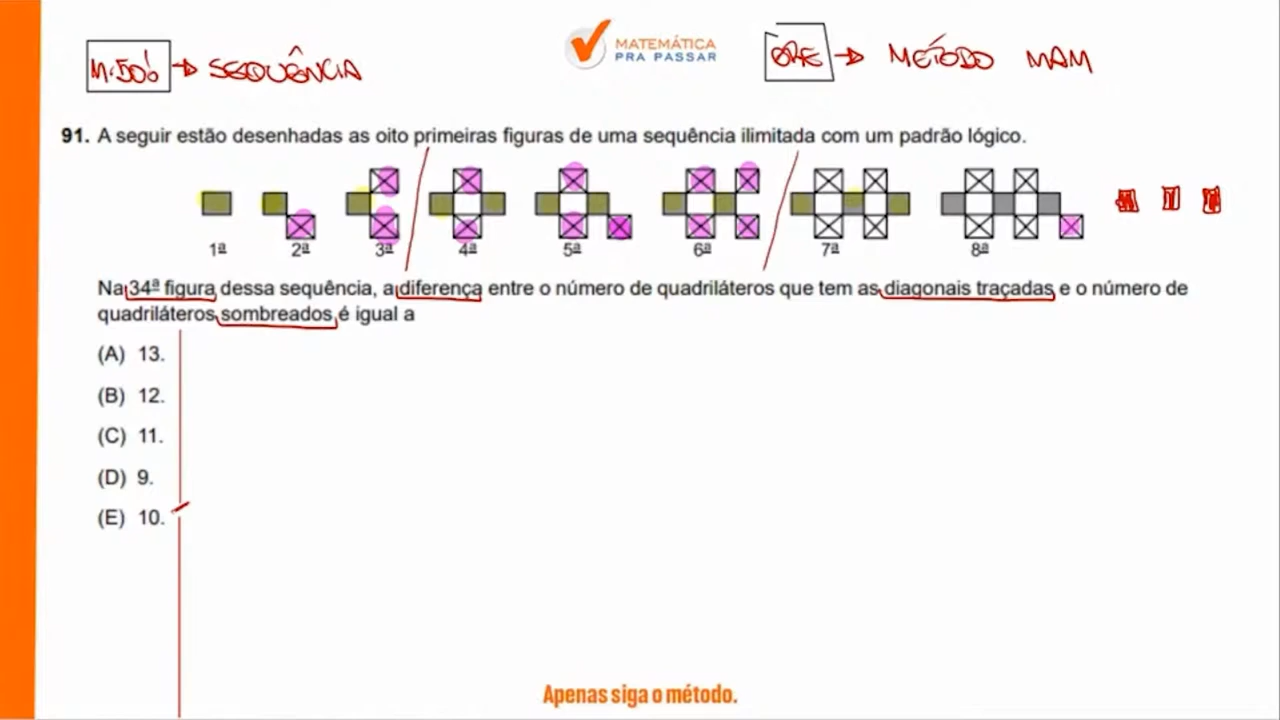 MATEMÁTICA
PRA PASSAR
→ SEQUÊNCIA
→ MÉTODO MAM
91. A seguir estão desenhadas as oito primeiras figuras de uma sequência ilimitada com um padrão lógico.
1ª 2ª 3ª 4ª 5ª 6ª 7ª 8ª
Na 34ª figura dessa sequência, a diferença entre o número de quadriláteros que tem as diagonais traçadas e o número de
quadriláteros sombreados é igual a
(A) 13.
(B) 12.
(C) 11.
(D) 9.
(E) 10.
Apenas siga o método.